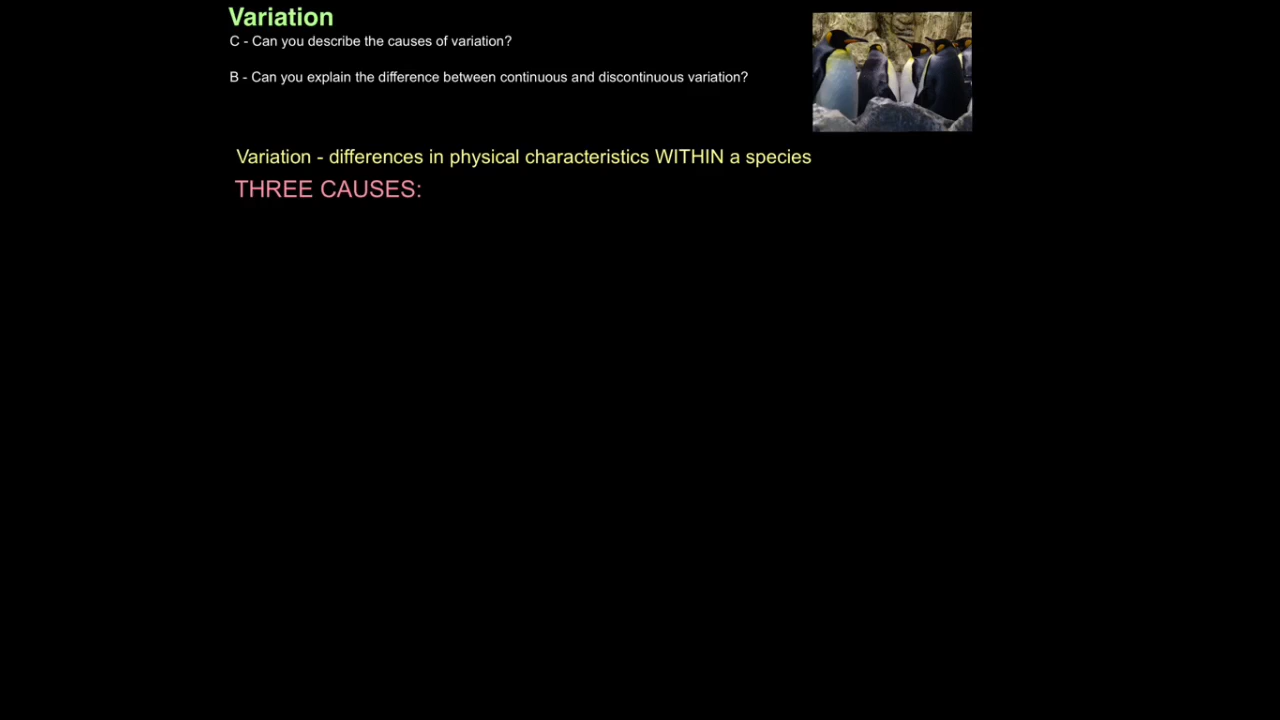 Variation
C - Can you describe the causes of variation?
B - Can you explain the difference between continuous and discontinuous variation?
Variation - differences in physical characteristics WITHIN a species
THREE CAUSES: